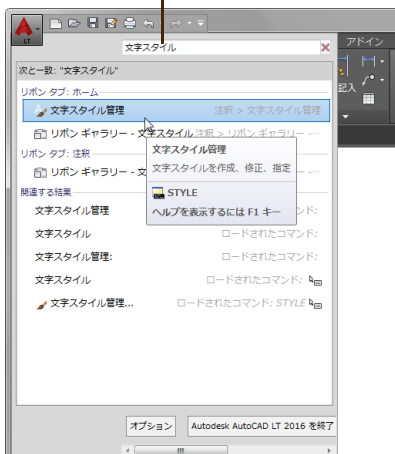 LT
文字スタイル
アドイン
次と一致: "文字スタイル"
リボン タブ: ホーム
文字スタイル管理 注釈 > 文字スタイル管理
記入
リボン ギャラリー - 文字スタイル 注釈 > リボン ギャラリー -...
リボン タブ: 注釈
リボン ギャラリー - 文
文字スタイル管理
文字スタイルを作成、修正、指定
STYLE
ヘルプを表示するには F1 キー
関連する結果
文字スタイル管理 ンド:
文字スタイル ロードされたコマンド:
文字スタイル管理: ロードされたコマンド:
文字スタイル ロードされたコマンド:
文字スタイル管理... ロードされたコマンド: STYLE
オプション Autodesk AutoCAD LT 2016 を終了